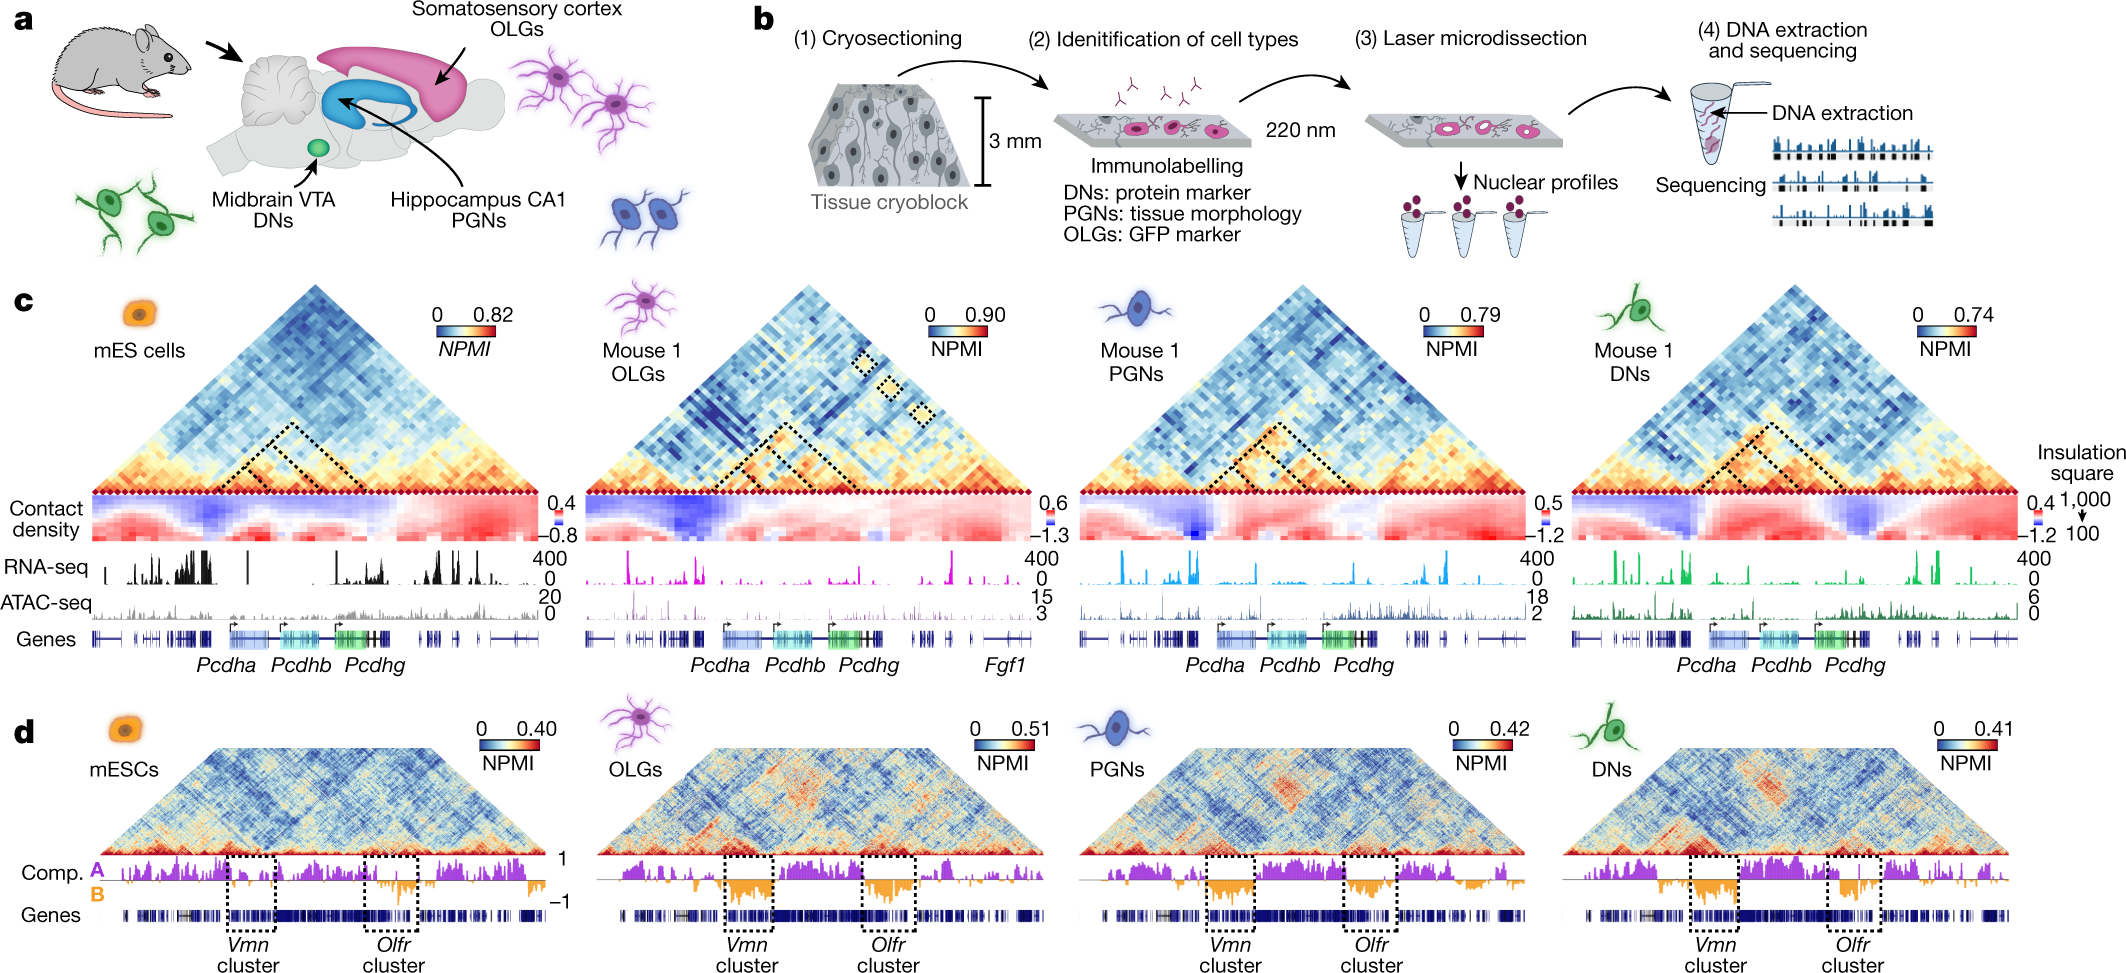 a
Somatosensory cortex
OLGs
Midbrain VTA
DNs
Hippocampus CA1
PGNs
b
(1) Cryosectioning
(2) Idenitification of cell types
(3) Laser microdissection
(4) DNA extraction
and sequencing
3 mm
Tissue cryoblock
220 nm
Immunolabelling
DNs: protein marker
PGNs: tissue morphology
OLGs: GFP marker
Nuclear profiles
DNA extraction
Sequencing
c
mES cells
0 0.82
NPMI
Mouse 1
OLGs
0 0.90
NPMI
Mouse 1
PGNs
0 0.79
NPMI
Mouse 1
DNs
0 0.74
NPMI
Insulation
square
1,000
100
Contact
density
0.4
–0.8
0.6
–1.3
0.5
–1.2
0.4
–1.2
RNA-seq
400
0
400
0
400
0
400
0
ATAC-seq
20
0
15
3
18
2
6
0
Genes
Pcdha Pcdhb Pcdhg
Pcdha Pcdhb Pcdhg Fgf1
Pcdha Pcdhb Pcdhg
Pcdha Pcdhb Pcdhg
d
mESCs
0 0.40
NPMI
OLGs
0 0.51
NPMI
PGNs
0 0.42
NPMI
DNs
0 0.41
NPMI
Comp. A
B
1
–1
Genes
Vmn
cluster
Olfr
cluster
Vmn
cluster
Olfr
cluster
Vmn
cluster
Olfr
cluster
Vmn
cluster
Olfr
cluster